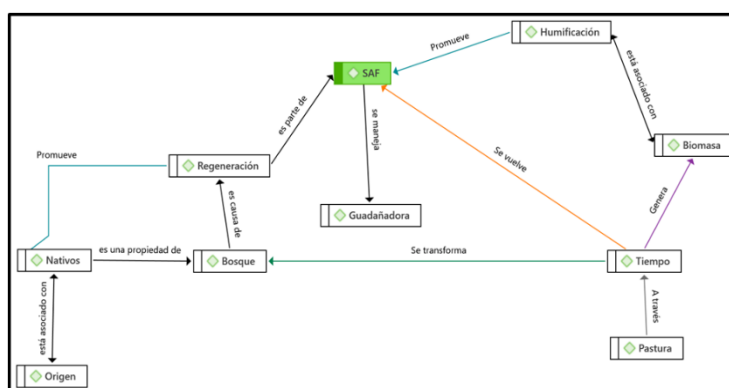 Humificación
Promueve
SAF
está asociado con
es parte de
se maneja
Biomasa
Promueve
Regeneración
Se vuelve
Guadañadora
es causa de
Genera
es una propiedad de
Se transforma
Nativos
Bosque
Tiempo
está asociado con
A través
Pastura
Origen